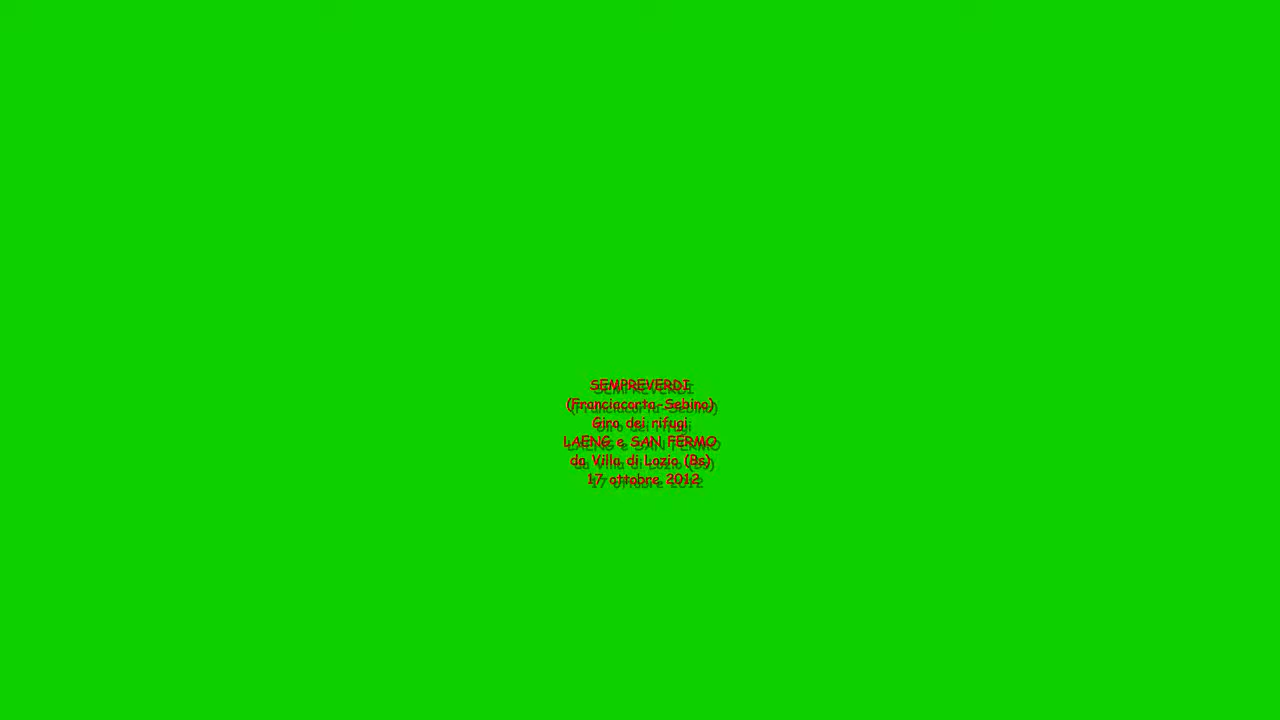 SEMPREVERDI
(Franciacorta-Sebino)
Giro dei rifugi
LAENG e SAN FERMO
da Villa di Lozio (Bs)
17 ottobre 2012